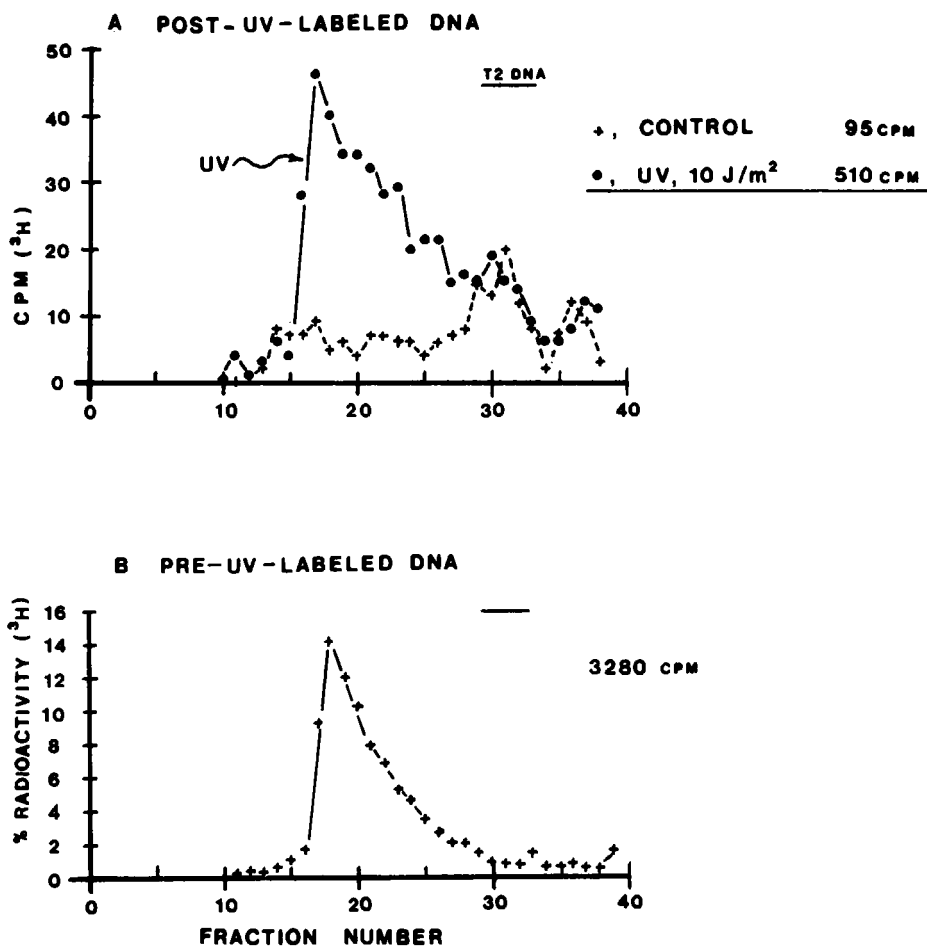 A POST-UV-LABELED DNA
50
40
30
20
10
0
CPM (³H)
UV
T2 DNA
+, CONTROL 95 CPM
●, UV, 10 J/m² 510 CPM
0 10 20 30 40
B PRE-UV-LABELED DNA
16
14
12
10
8
6
4
2
0
% RADIOACTIVITY (³H)
3280 CPM
0 10 20 30 40
FRACTION NUMBER